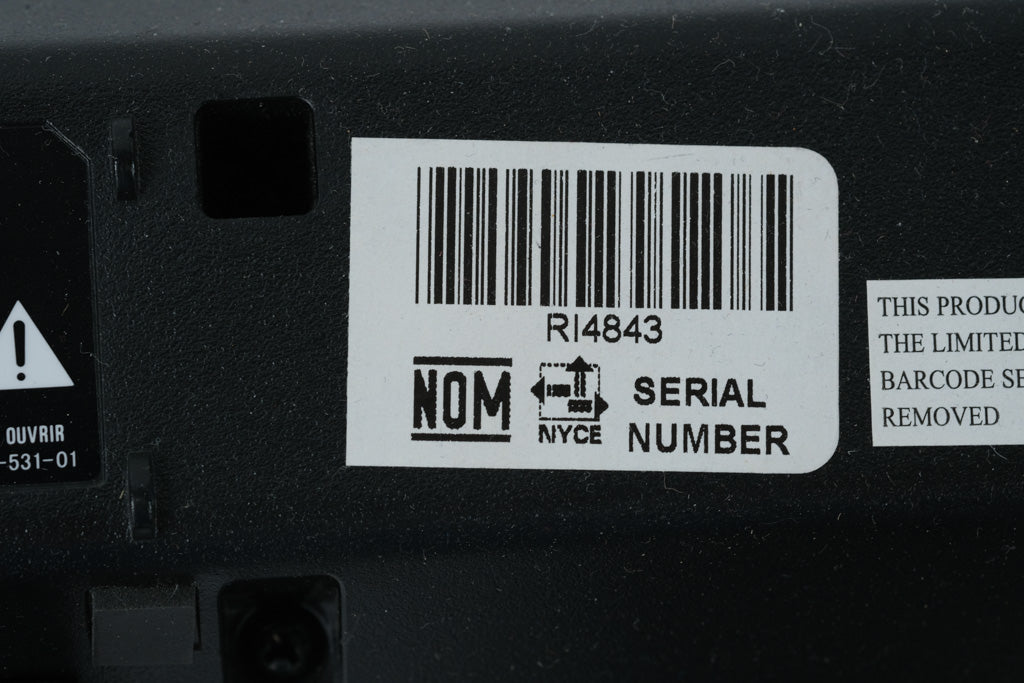 RI4843
NOM
NYCE
SERIAL
NUMBER
OUVRIR
-531-01
THIS PRODUC
THE LIMITED
BARCODE SE
REMOVED